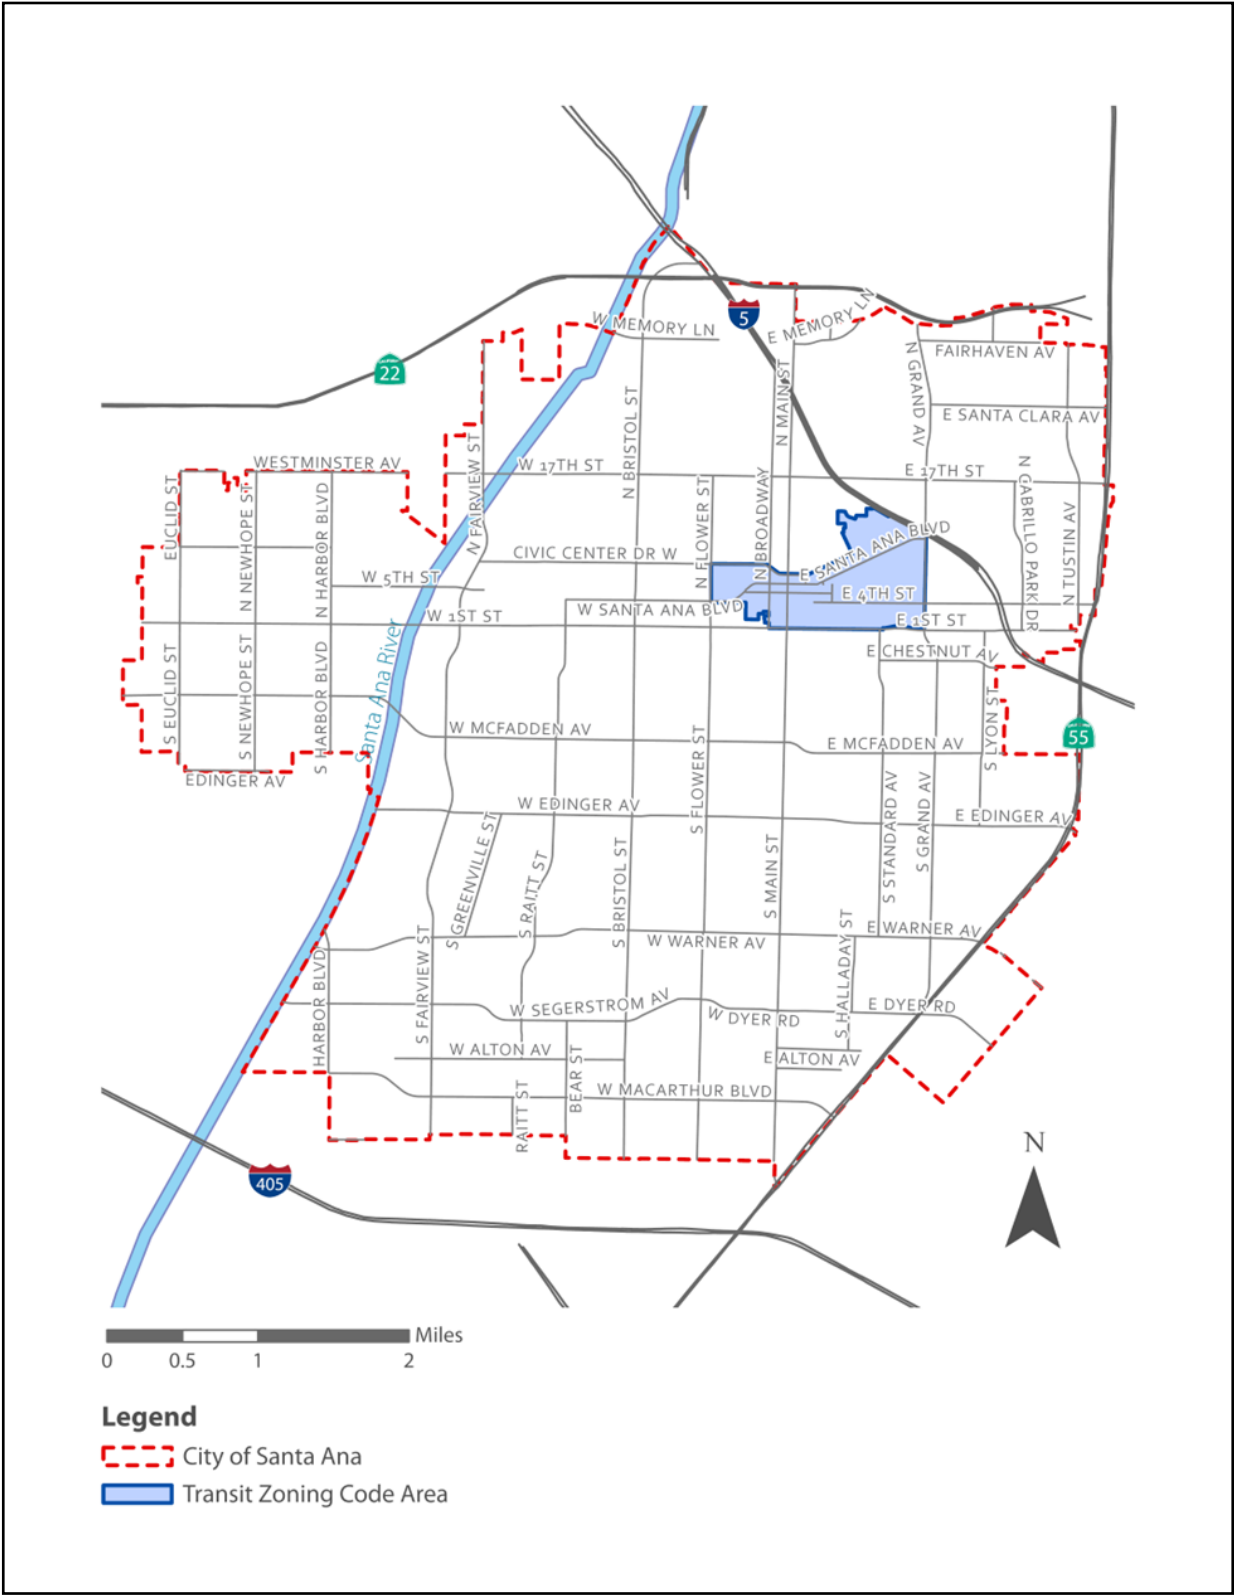 W MEMORY LN
5
E MEMORY LN
FAIRHAVEN AV
22
N GRAND AV
N MAIN ST
N BRISTOL ST
E SANTA CLARA AV
WESTMINSTER AV
N FAIRVIEW ST
W 17TH ST
E 17TH ST
EUCLID ST
N NEWHOPE ST
N HARBOR BLVD
N FLOWER ST
N BROADWAY
N CABRILLO PARK DR
N TUSTIN AV
CIVIC CENTER DR W
E SANTA ANA BLVD
W 5TH ST
E 4TH ST
W SANTA ANA BLVD
W 1ST ST
E 1ST ST
Santa Ana River
E CHESTNUT AV
S EUCLID ST
S NEWHOPE ST
S HARBOR BLVD
S LYON ST
W MCFADDEN AV
E MCFADDEN AV
55
EDINGER AV
S FLOWER ST
W EDINGER AV
E EDINGER AV
S STANDARD AV
S GRAND AV
S GREENVILLE ST
S RAITT ST
S BRISTOL ST
S MAIN ST
S HALLADAY ST
E WARNER AV
W WARNER AV
HARBOR BLVD
S FAIRVIEW ST
W SEGERSTROM AV
W DYER RD
E DYER RD
W ALTON AV
E ALTON AV
BEAR ST
W MACARTHUR BLVD
RAITT ST
405
N
Miles
0 0.5 1 2
Legend
City of Santa Ana
Transit Zoning Code Area